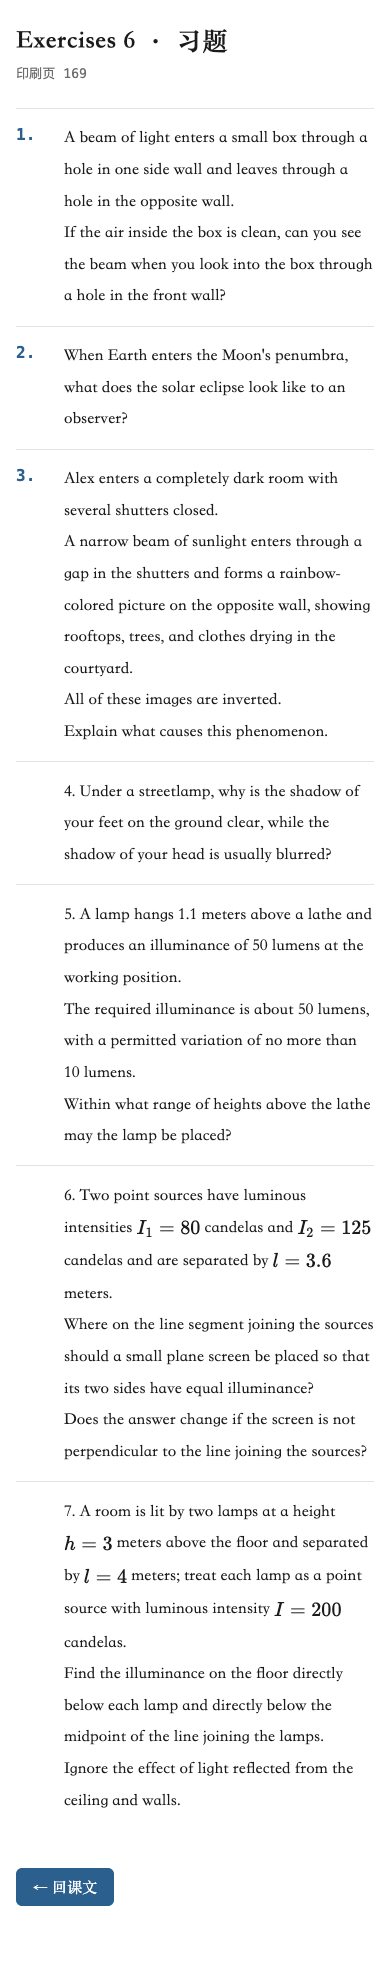 Exercises 6 · 习题
印刷页 169
1.
A beam of light enters a small box through a
hole in one side wall and leaves through a
hole in the opposite wall.
If the air inside the box is clean, can you see
the beam when you look into the box through
a hole in the front wall?
2.
When Earth enters the Moon's penumbra,
what does the solar eclipse look like to an
observer?
3.
Alex enters a completely dark room with
several shutters closed.
A narrow beam of sunlight enters through a
gap in the shutters and forms a rainbow-
colored picture on the opposite wall, showing
rooftops, trees, and clothes drying in the
courtyard.
All of these images are inverted.
Explain what causes this phenomenon.
4. Under a streetlamp, why is the shadow of
your feet on the ground clear, while the
shadow of your head is usually blurred?
5. A lamp hangs 1.1 meters above a lathe and
produces an illuminance of 50 lumens at the
working position.
The required illuminance is about 50 lumens,
with a permitted variation of no more than
10 lumens.
Within what range of heights above the lathe
may the lamp be placed?
6. Two point sources have luminous
intensities I₁ = 80 candelas and I₂ = 125
candelas and are separated by l = 3.6
meters.
Where on the line segment joining the sources
should a small plane screen be placed so that
its two sides have equal illuminance?
Does the answer change if the screen is not
perpendicular to the line joining the sources?
7. A room is lit by two lamps at a height
h = 3 meters above the floor and separated
by l = 4 meters; treat each lamp as a point
source with luminous intensity I = 200
candelas.
Find the illuminance on the floor directly
below each lamp and directly below the
midpoint of the line joining the lamps.
Ignore the effect of light reflected from the
ceiling and walls.
← 回课文